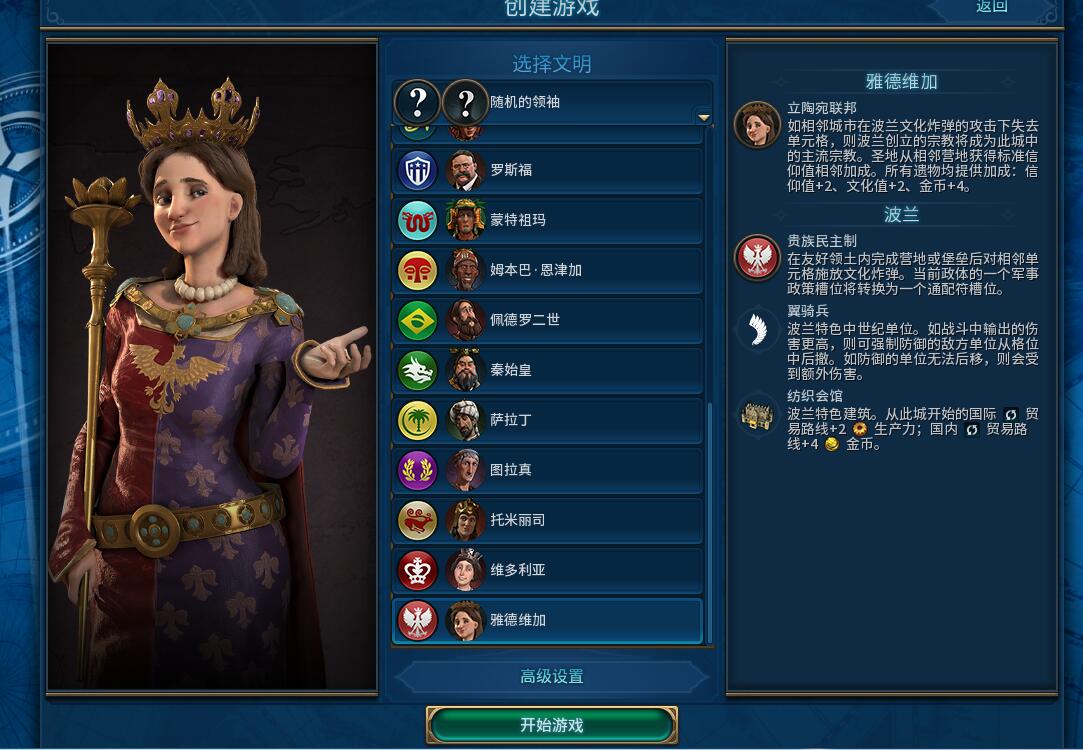 创建游戏
返回
选择文明
随机的领袖
罗斯福
蒙特祖玛
姆本巴·恩津加
佩德罗二世
秦始皇
萨拉丁
图拉真
托米丽司
维多利亚
雅德维加
高级设置
开始游戏
雅德维加
立陶宛联邦
如相邻城市在波兰文化炸弹的攻击下失去
单元格，则波兰创立的宗教将成为此城中
的主流宗教。圣地从相邻营地获得标准信
仰值相邻加成。所有遗物均提供加成：信
仰值+2、文化值+2、金币+4。
波兰
贵族民主制
在友好领土内完成营地或堡垒后对相邻单
元格施放文化炸弹。当前政体的一个军事
政策槽位将转换为一个通配符槽位。
翼骑兵
波兰特色中世纪单位。如战斗中输出的伤
害更高，则可强制防御的敌方单位从格位
中后撤。如防御的单位无法后移，则会受
到额外伤害。
纺织会馆
波兰特色建筑。从此城开始的国际 贸
易路线+2 生产力；国内 贸易路
线+4 金币。